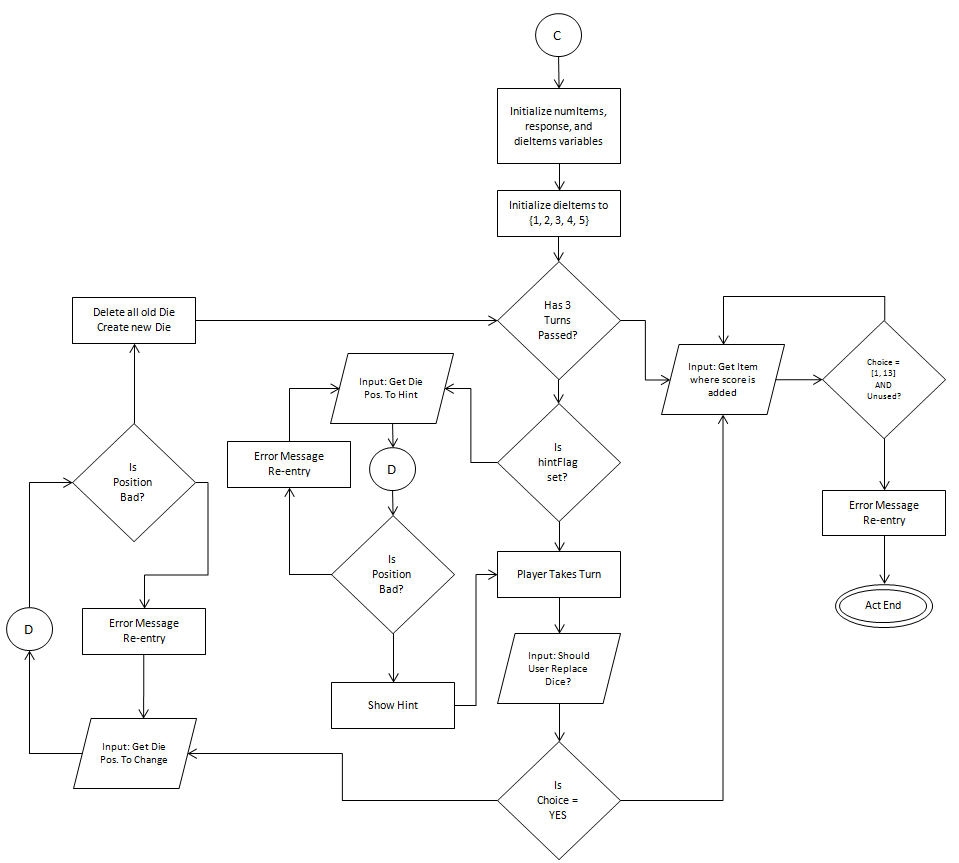 C
Initialize numItems,
response, and
dieItems variables
Initialize dieItems to
{1, 2, 3, 4, 5}
Has 3
Turns
Passed?
Delete all old Die
Create new Die
Input: Get Die
Pos. To Hint
Input: Get Item
where score is
added
Choice =
[1, 13]
AND
Unused?
Is
Position
Bad?
Error Message
Re-entry
D
Is
hintFlag
set?
Error Message
Re-entry
Is
Position
Bad?
Player Takes Turn
Act End
D
Error Message
Re-entry
Input: Should
User Replace
Dice?
Show Hint
Input: Get Die
Pos. To Change
Is
Choice =
YES